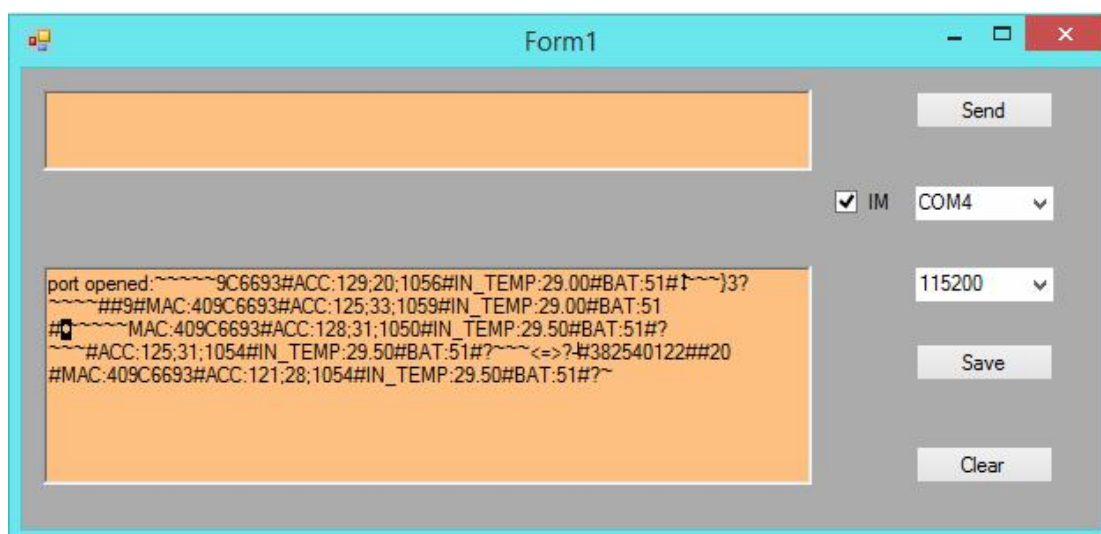 Form1
Send
IM
COM4
port opened:~~~~~9C6693#ACC:129;20;1056#IN_TEMP:29.00#BAT:51#↥~~~}3?
~~~~##9#MAC:409C6693#ACC:125;33;1059#IN_TEMP:29.00#BAT:51
#◘~~~~~MAC:409C6693#ACC:128;31;1050#IN_TEMP:29.50#BAT:51#?
~~~#ACC:125;31;1054#IN_TEMP:29.50#BAT:51#?~~~<=>?#382540122##20
#MAC:409C6693#ACC:121;28;1054#IN_TEMP:29.50#BAT:51#?~
115200
Save
Clear